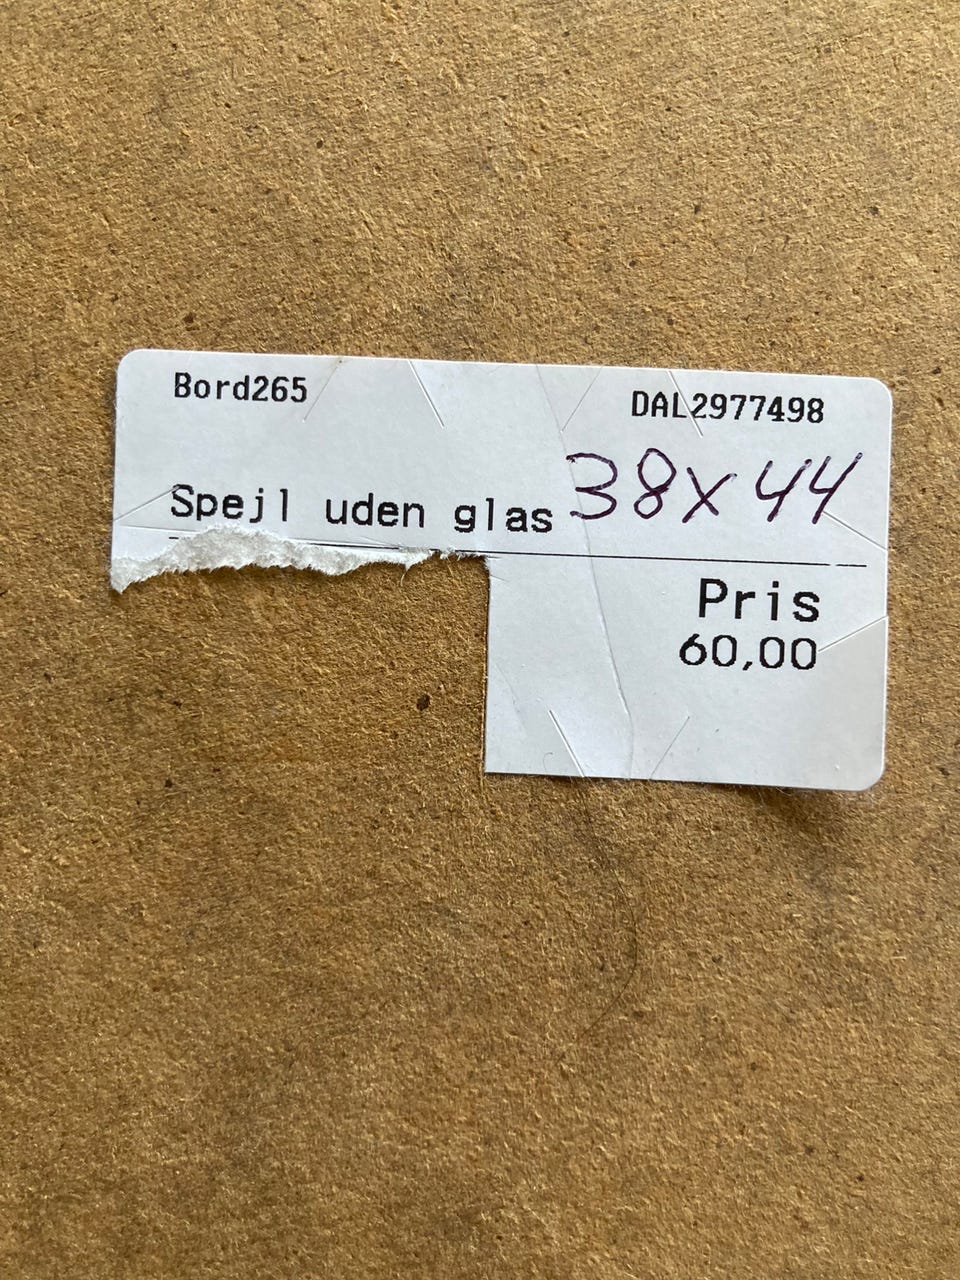 Bord265 DAL2977498
Spejl uden glas 38x44
Pris
60,00